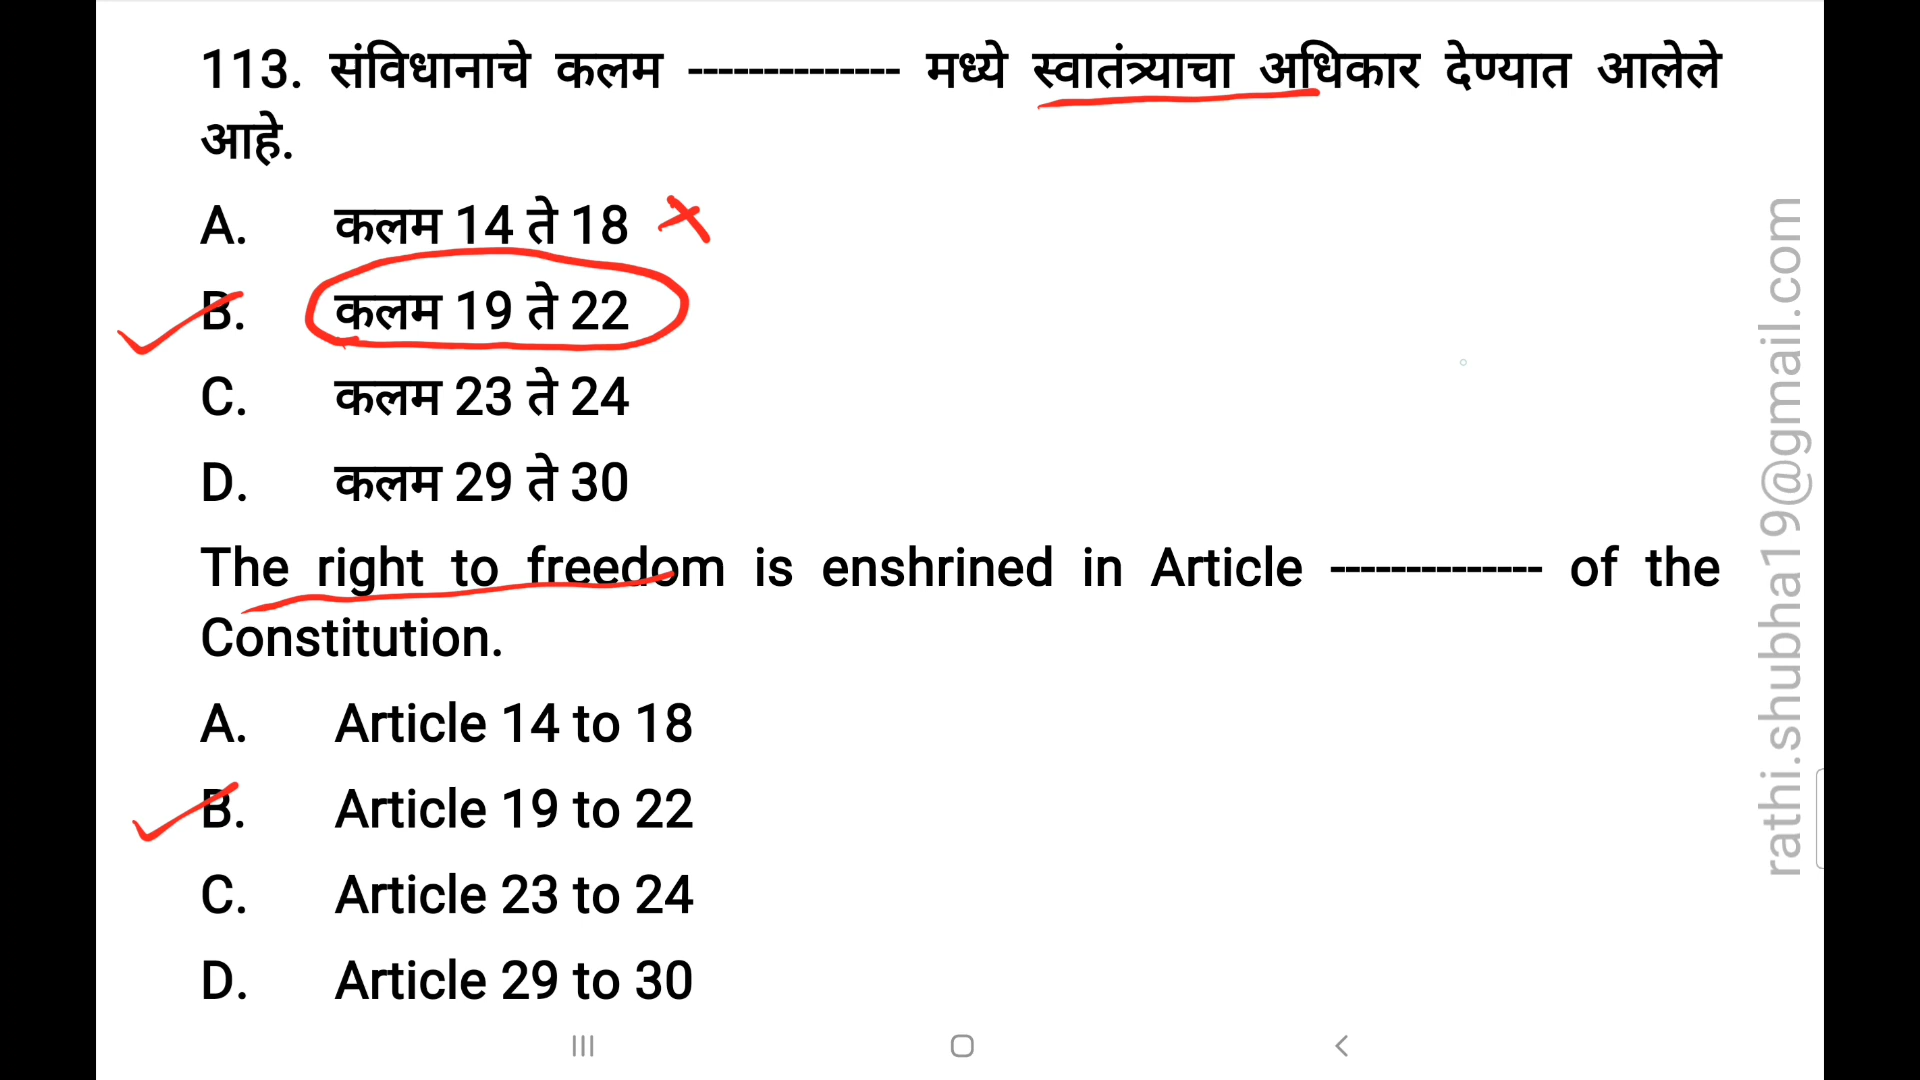 113. संविधानाचे कलम -------------- मध्ये स्वातंत्र्याचा अधिकार देण्यात आलेले
आहे.
A. कलम 14 ते 18
B. कलम 19 ते 22
C. कलम 23 ते 24
D. कलम 29 ते 30
The right to freedom is enshrined in Article -------------- of the
Constitution.
A. Article 14 to 18
B. Article 19 to 22
C. Article 23 to 24
D. Article 29 to 30
rathi.shubha19@gmail.com